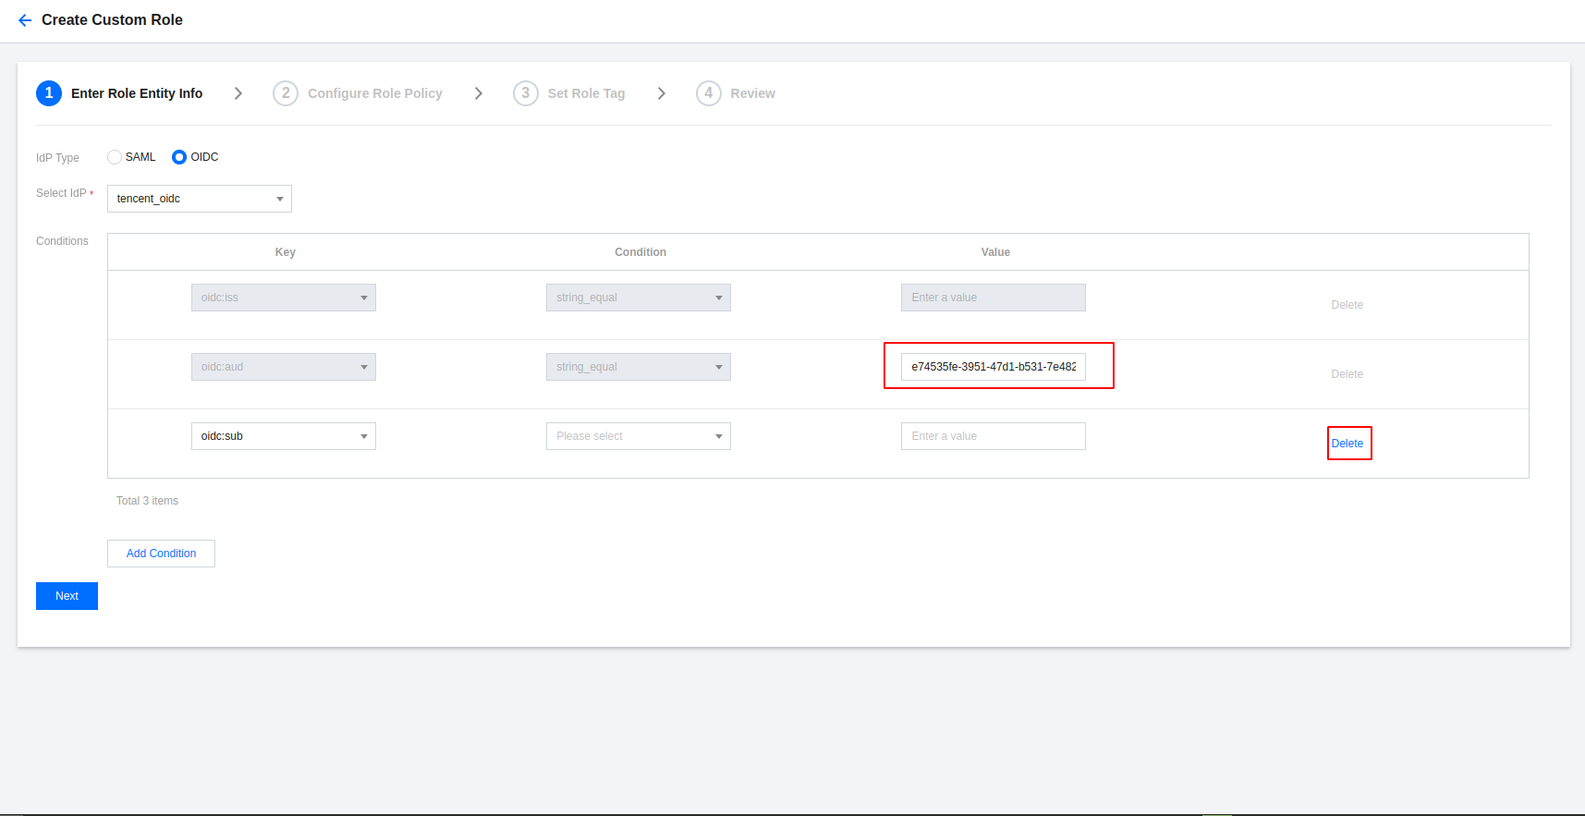 Create Custom Role
1 Enter Role Entity Info 2 Configure Role Policy 3 Set Role Tag 4 Review
IdP Type SAML OIDC
Select IdP * tencent_oidc
Conditions
Key Condition Value
oidc:iss string_equal Enter a value Delete
oidc:aud string_equal e74535fe-3951-47d1-b531-7e482 Delete
oidc:sub Please select Enter a value Delete
Total 3 items
Add Condition
Next